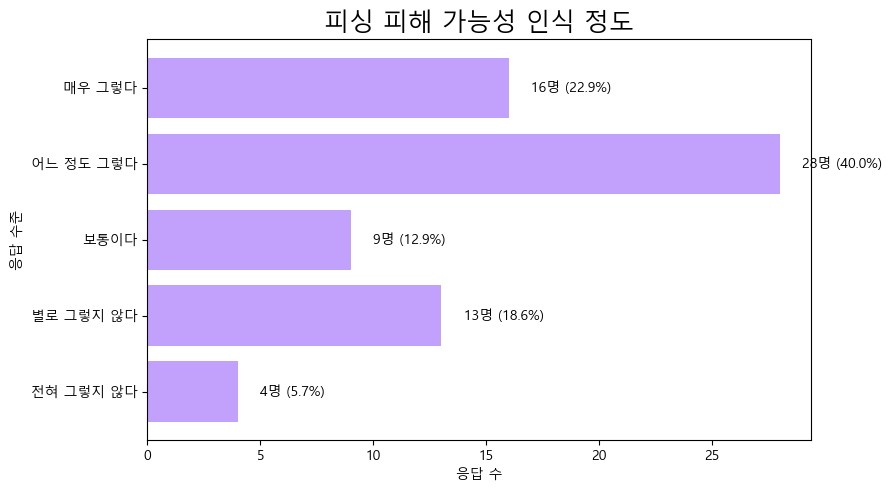 피싱 피해 가능성 인식 정도
응답 수준
매우 그렇다
16명 (22.9%)
어느 정도 그렇다
28명 (40.0%)
보통이다
9명 (12.9%)
별로 그렇지 않다
13명 (18.6%)
전혀 그렇지 않다
4명 (5.7%)
0 5 10 15 20 25
응답 수